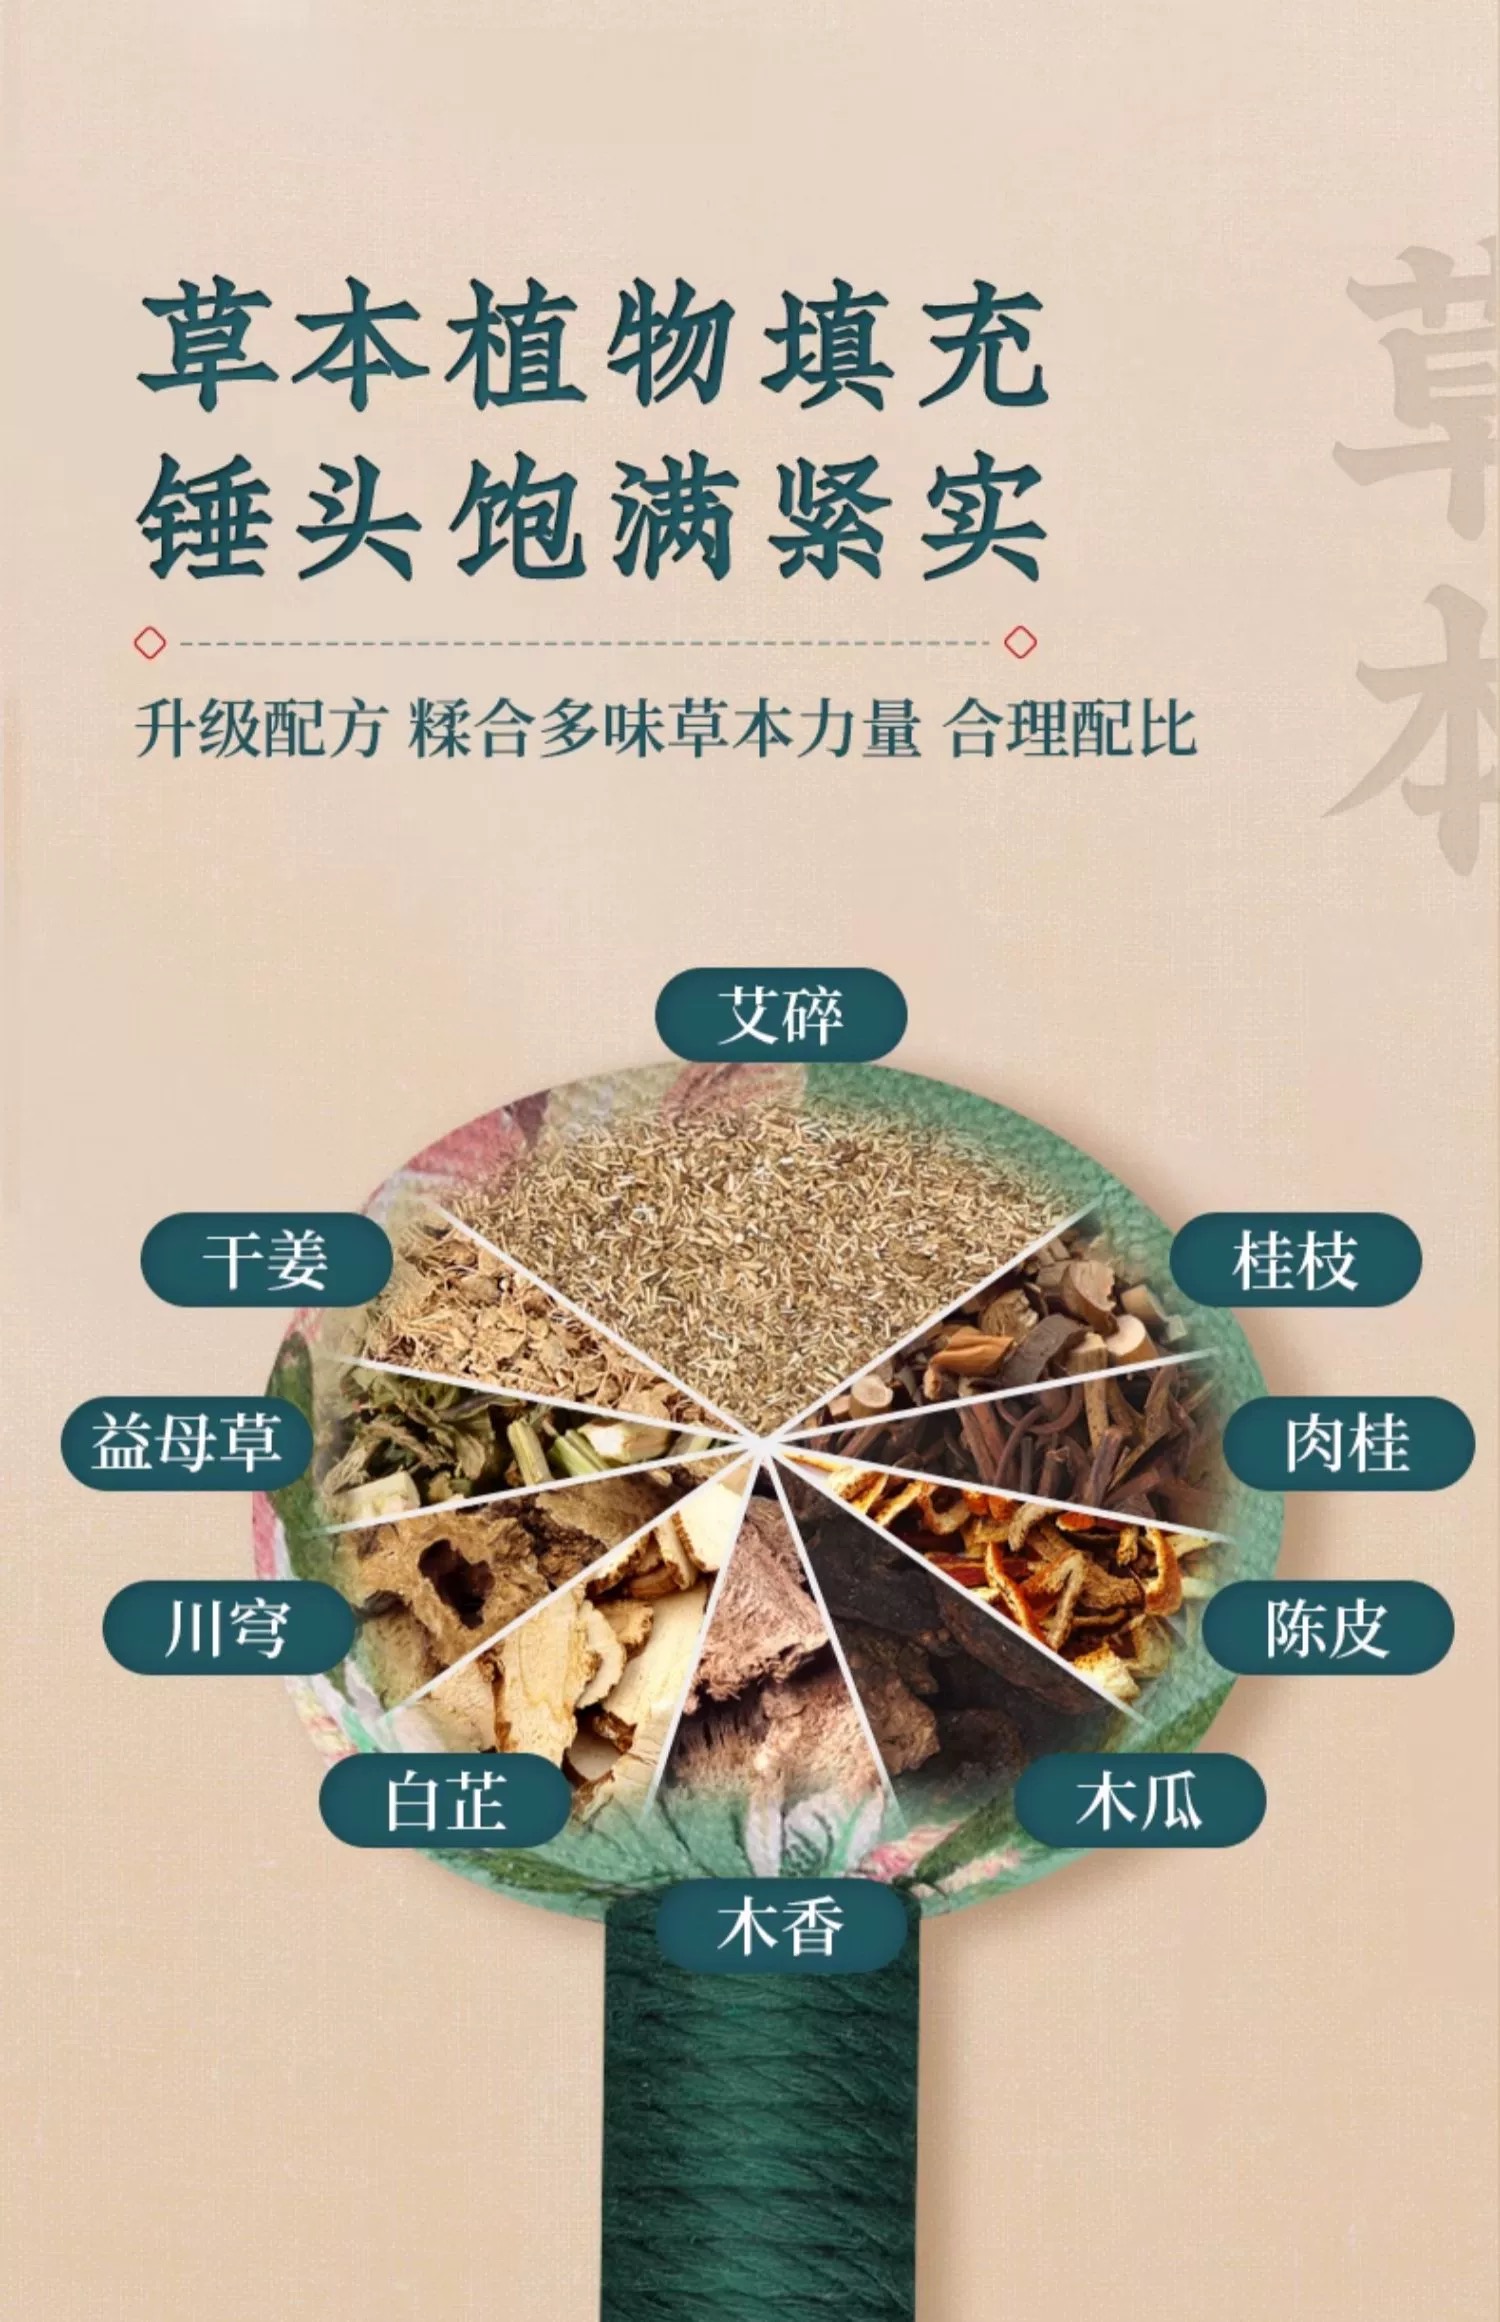 草本植物填充
锤头饱满紧实
升级配方 糅合多味草本力量 合理配比
草本
艾碎
干姜
桂枝
益母草
肉桂
川穹
陈皮
白芷
木瓜
木香